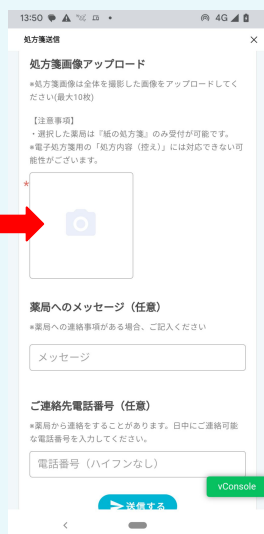 13:50
4G
処方箋送信
処方箋画像アップロード
※処方箋画像は全体を撮影した画像をアップロードしてく
ださい(最大10枚)
【注意事項】
・選択した薬局は『紙の処方箋』のみ受付が可能です。
※電子処方箋用の「処方内容（控え）」には対応できない可
能性がございます。
*
薬局へのメッセージ（任意）
※薬局への連絡事項がある場合、ご記入ください
メッセージ
ご連絡先電話番号（任意）
※薬局から連絡をすることがあります。日中にご連絡可能
な電話番号を入力してください。
電話番号（ハイフンなし）
vConsole
送信する